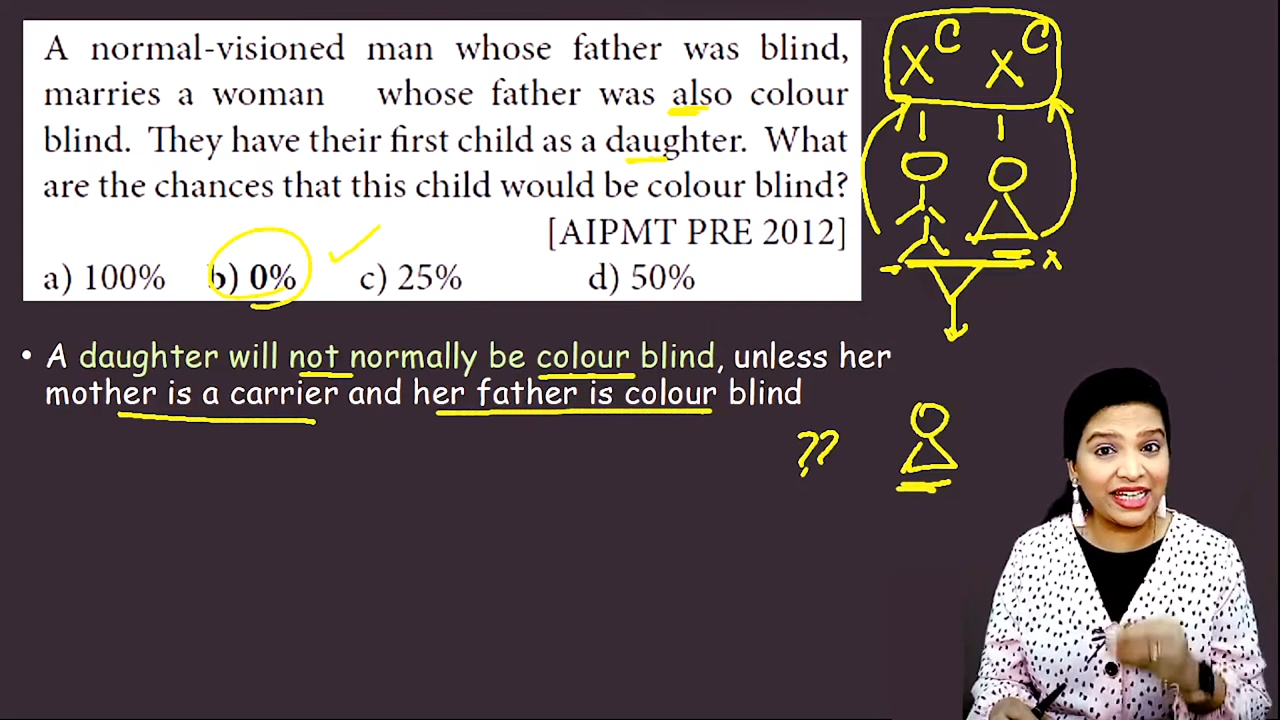 A normal-visioned man whose father was blind,
marries a woman whose father was also colour
blind. They have their first child as a daughter. What
are the chances that this child would be colour blind?
[AIPMT PRE 2012]
a) 100% b) 0% c) 25% d) 50%
• A daughter will not normally be colour blind, unless her
mother is a carrier and her father is colour blind
X^C X^C
x
??